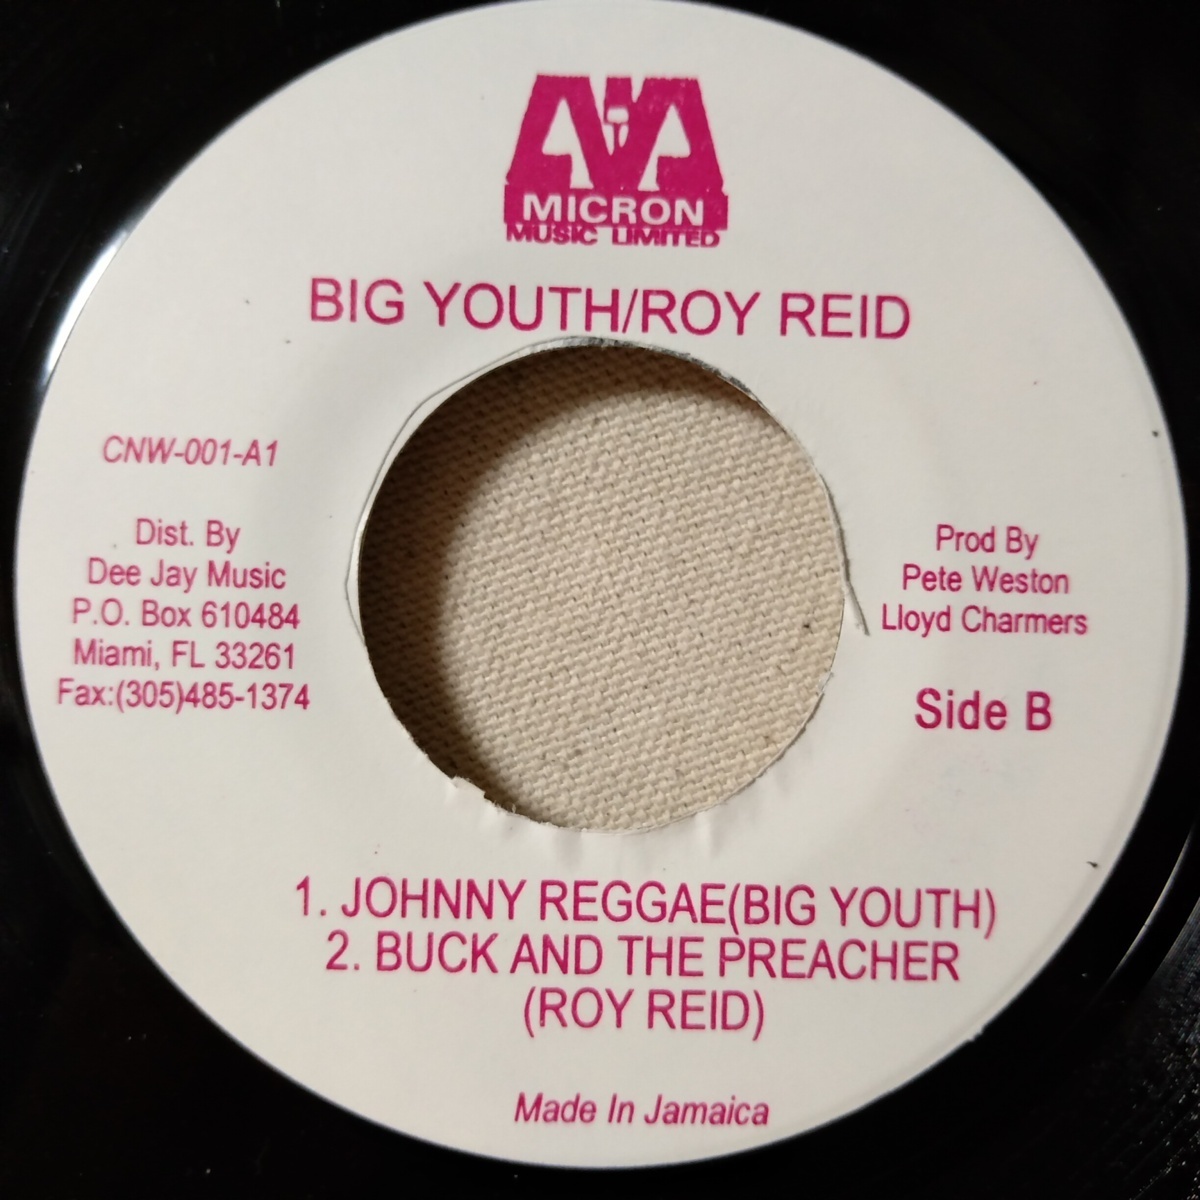 MICRON
MUSIC LIMITED
BIG YOUTH/ROY REID
CNW-001-A1
Dist. By
Dee Jay Music
P.O. Box 610484
Miami, FL 33261
Fax:(305)485-1374
Prod By
Pete Weston
Lloyd Charmers
Side B
1. JOHNNY REGGAE(BIG YOUTH)
2. BUCK AND THE PREACHER
(ROY REID)
Made In Jamaica